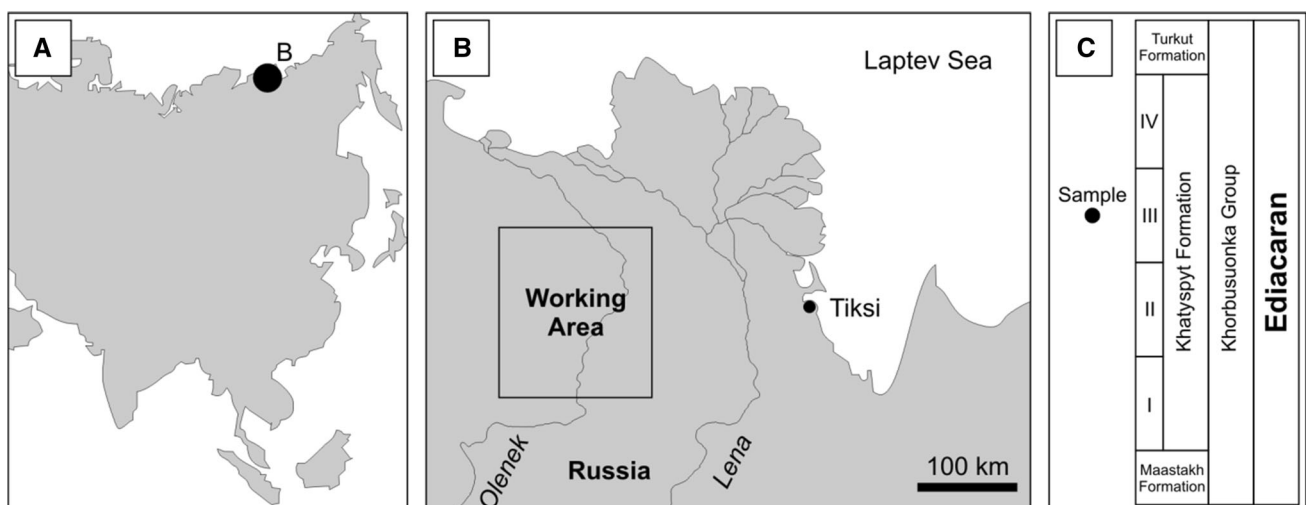 A
B
B
Laptev Sea
Working
Area
Tiksi
Olenek
Russia
Lena
100 km
C
Turkut
Formation
IV
III
II
I
Sample
Khatyspyt Formation
Khorbusuonka Group
Ediacaran
Maastakh
Formation